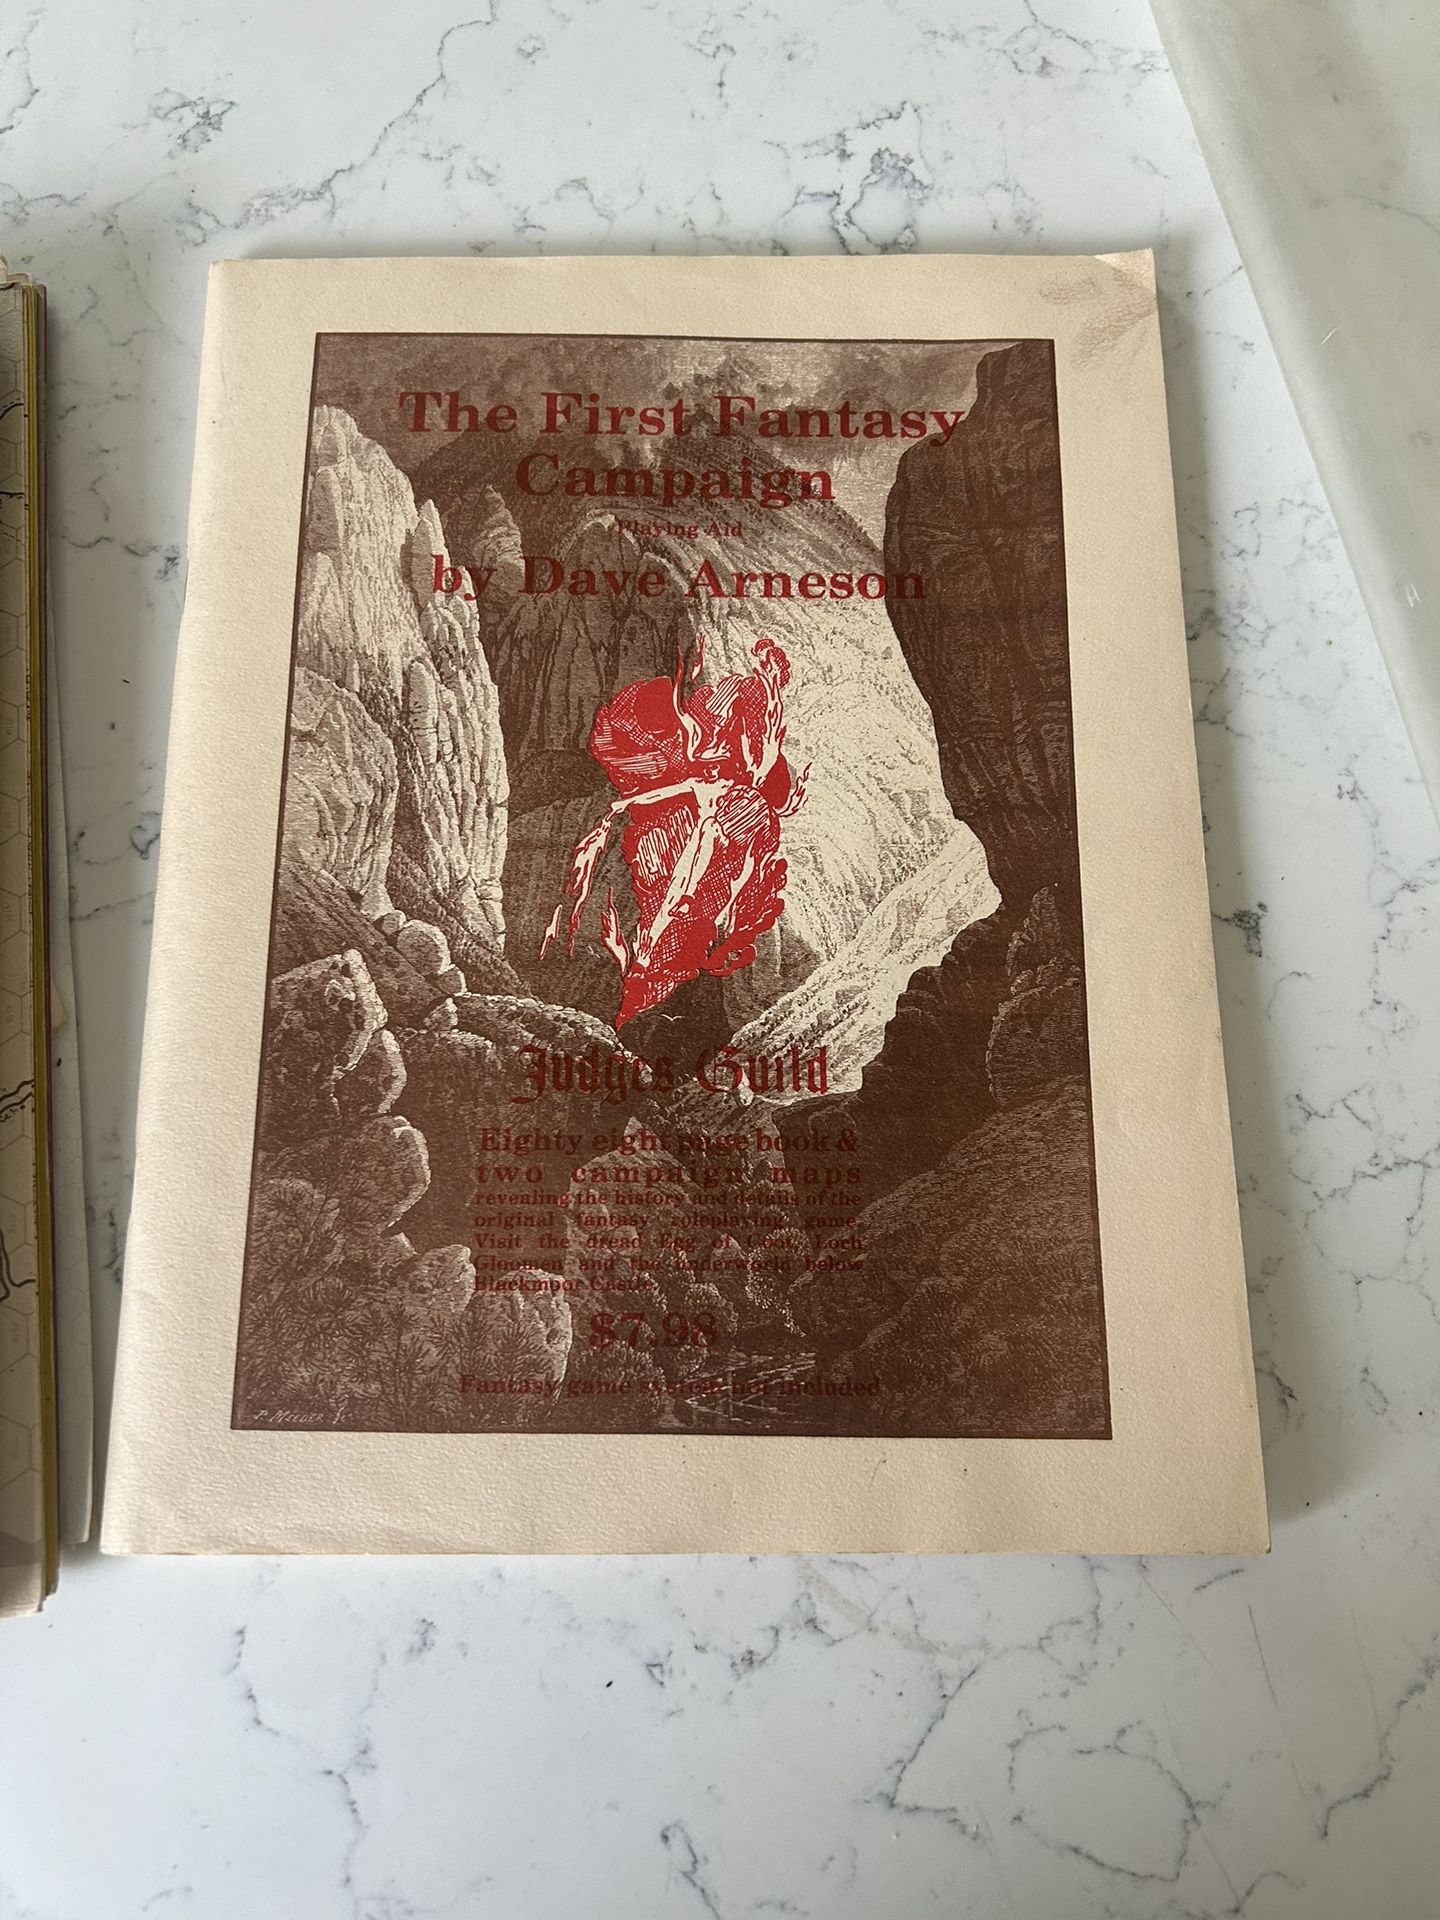 The First Fantasy
Campaign
Playing Aid
by Dave Arneson
Judges Guild
Eighty eight page book &
two campaign maps
revealing the history and details of the
original fantasy roleplaying game.
Visit the dread Egg of Coot, Loch
Gloomen and the underworld below
Blackmoor Castle.
$7.98
Fantasy game system not included